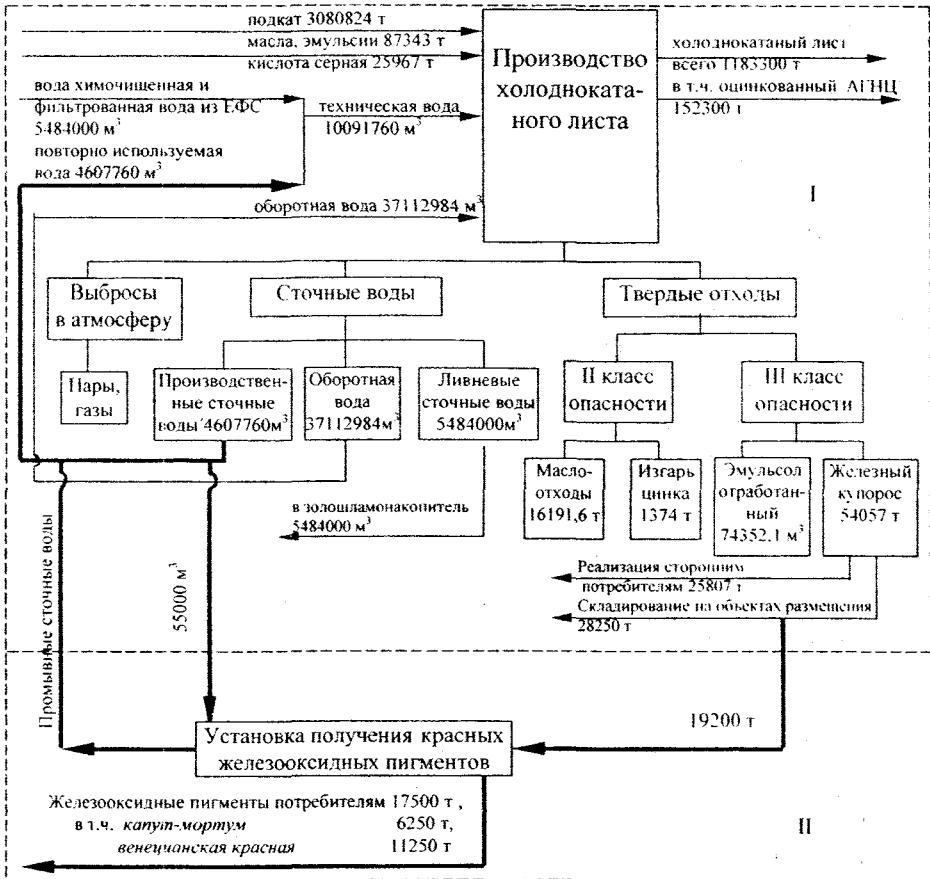 подкат 3080824 т
масла, эмульсии 87343 т
кислота серная 25967 т
вода химочищенная и
фильтрованная вода из ЕФС
5484000 м³
техническая вода
10091760 м³
повторно используемая
вода 4607760 м³
оборотная вода 37112984 м³
Производство
холоднока-
аного листа
холоднокатаный лист
всего 1183300 т
в т.ч. оцинкованный АГНЦ
152300 т
I
Выбросы
в атмосферу
Сточные воды
Твердые отходы
Пары,
газы
Производствен-
ные сточные
воды 4607760м³
Оборотная
вода
37112984м³
Ливневые
сточные воды
5484000м³
II класс
опасности
III класс
опасности
Масло-
отходы
16191,6 т
Изгарь
цинка
1374 т
Эмульсол
отработан-
ный
74352,1 м³
Железный
купорос
54057 т
в золошламонакопитель
5484000 м³
Реализация сторонним
потребителям 25807 т
Складирование на объектах размещения
28250 т
Промывные сточные воды
55000 м³
19200 т
Установка получения красных
железооксидных пигментов
Железооксидные пигменты потребителям 17500 т ,
в т.ч. капут-мортум 6250 т,
венецианская красная 11250 т
II